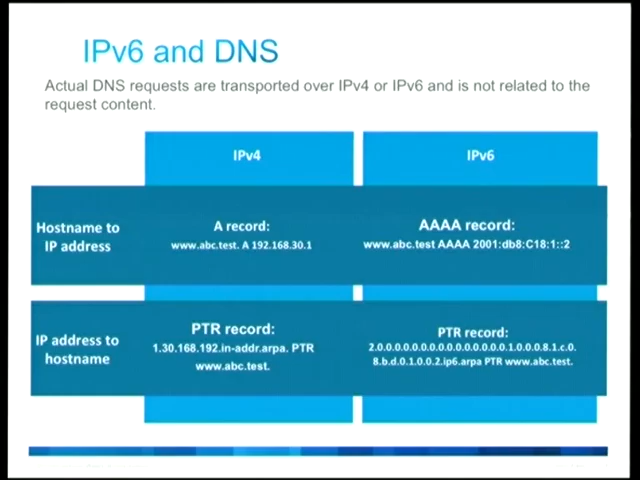 IPv6 and DNS
Actual DNS requests are transported over IPv4 or IPv6 and is not related to the
request content.
IPv4
IPv6
Hostname to
IP address
A record:
www.abc.test. A 192.168.30.1
AAAA record:
www.abc.test AAAA 2001:db8:C18:1::2
IP address to
hostname
PTR record:
1.30.168.192.in-addr.arpa. PTR
www.abc.test.
PTR record:
2.0.0.0.0.0.0.0.0.0.0.0.0.0.0.0.1.0.0.0.8.1.c.0.
8.b.d.0.1.0.0.2.ip6.arpa PTR www.abc.test.